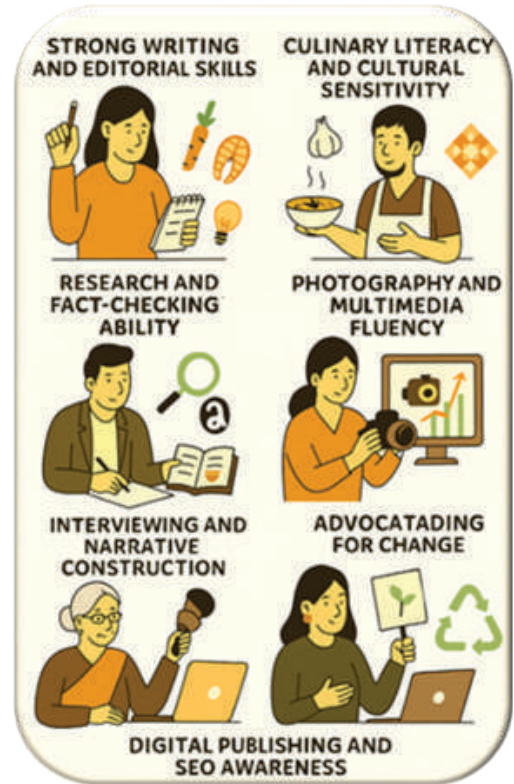 STRONG WRITING
AND EDITORIAL SKILLS
CULINARY LITERACY
AND CULTURAL
SENSITIVITY
RESEARCH AND
FACT-CHECKING
ABILITY
PHOTOGRAPHY AND
MULTIMEDIA
FLUENCY
a
INTERVIEWING AND
NARRATIVE
CONSTRUCTION
ADVOCATADING
FOR CHANGE
DIGITAL PUBLISHING AND
SEO AWARENESS